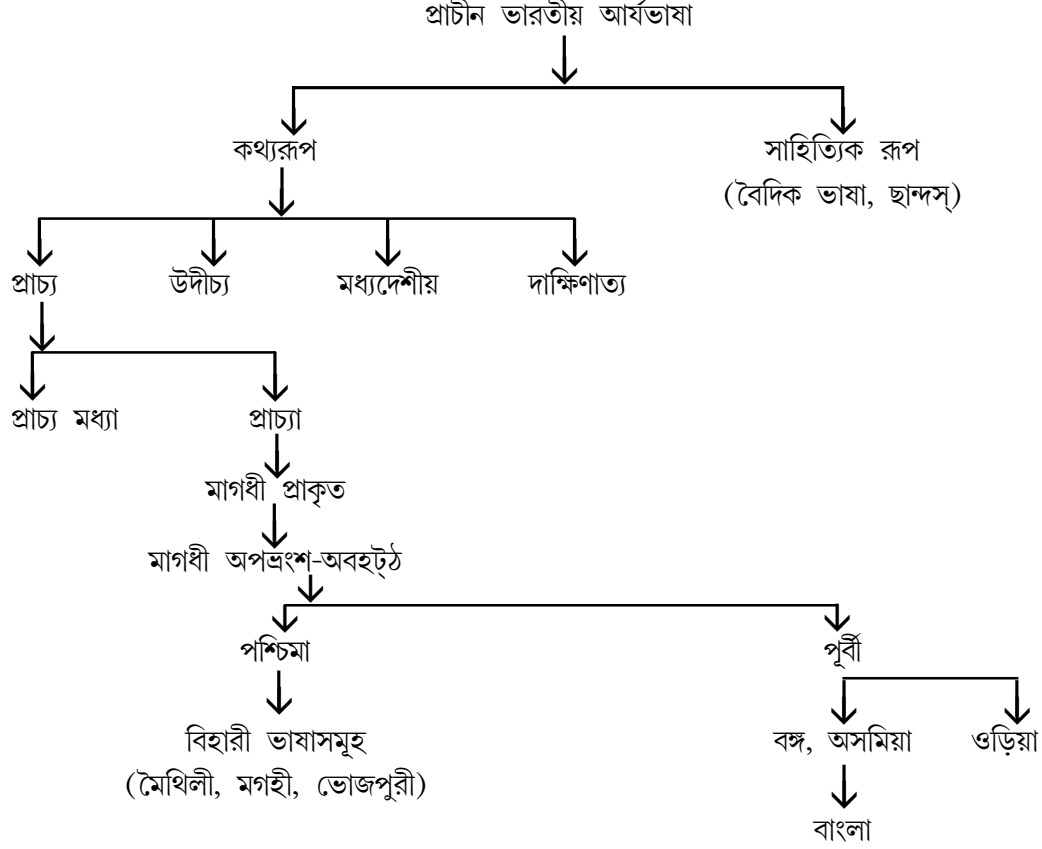 প্রাচীন ভারতীয় আর্যভাষা
কথ্যরূপ
সাহিত্যিক রূপ
(বৈদিক ভাষা, ছান্দস্)
প্রাচ্য
উদীচ্য
মধ্যদেশীয়
দাক্ষিণাত্য
প্রাচ্য মধ্যা
প্রাচ্যা
মাগধী প্রাকৃত
মাগধী অপভ্রংশ-অবহট্‌ঠ
পশ্চিমা
পূর্বী
বিহারী ভাষাসমূহ
(মৈথিলী, মগহী, ভোজপুরী)
বঙ্গ, অসমিয়া
ওড়িয়া
বাংলা